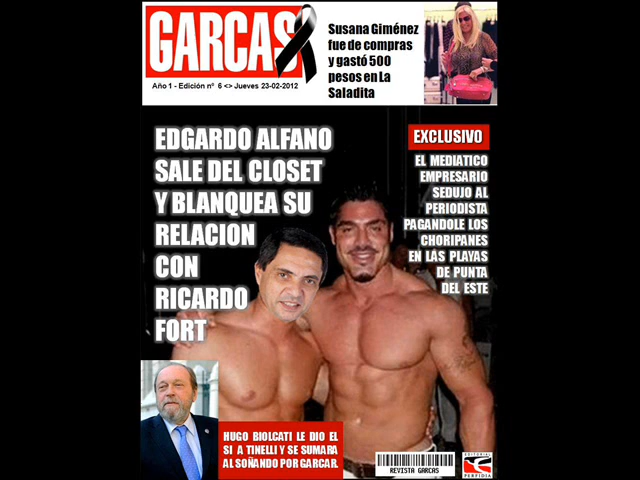 GARCAS
Año 1 - Edición nº 6 <> Jueves 23-02-2012
Susana Giménez
fue de compras
y gastó 500
pesos en La
Saladita
EDGARDO ALFANO
SALE DEL CLOSET
Y BLANQUEA SU
RELACION
CON
RICARDO
FORT
EXCLUSIVO
EL MEDIATICO
EMPRESARIO
SEDUJO AL
PERIODISTA
PAGANDOLE LOS
CHORIPANES
EN LAS PLAYAS
DE PUNTA
DEL ESTE
HUGO BIOLCATI LE DIO EL
SI A TINELLI Y SE SUMARA
AL SOÑANDO POR GARCAR.
REVISTA GARCAS
EDITORIAL
PERFIDIA